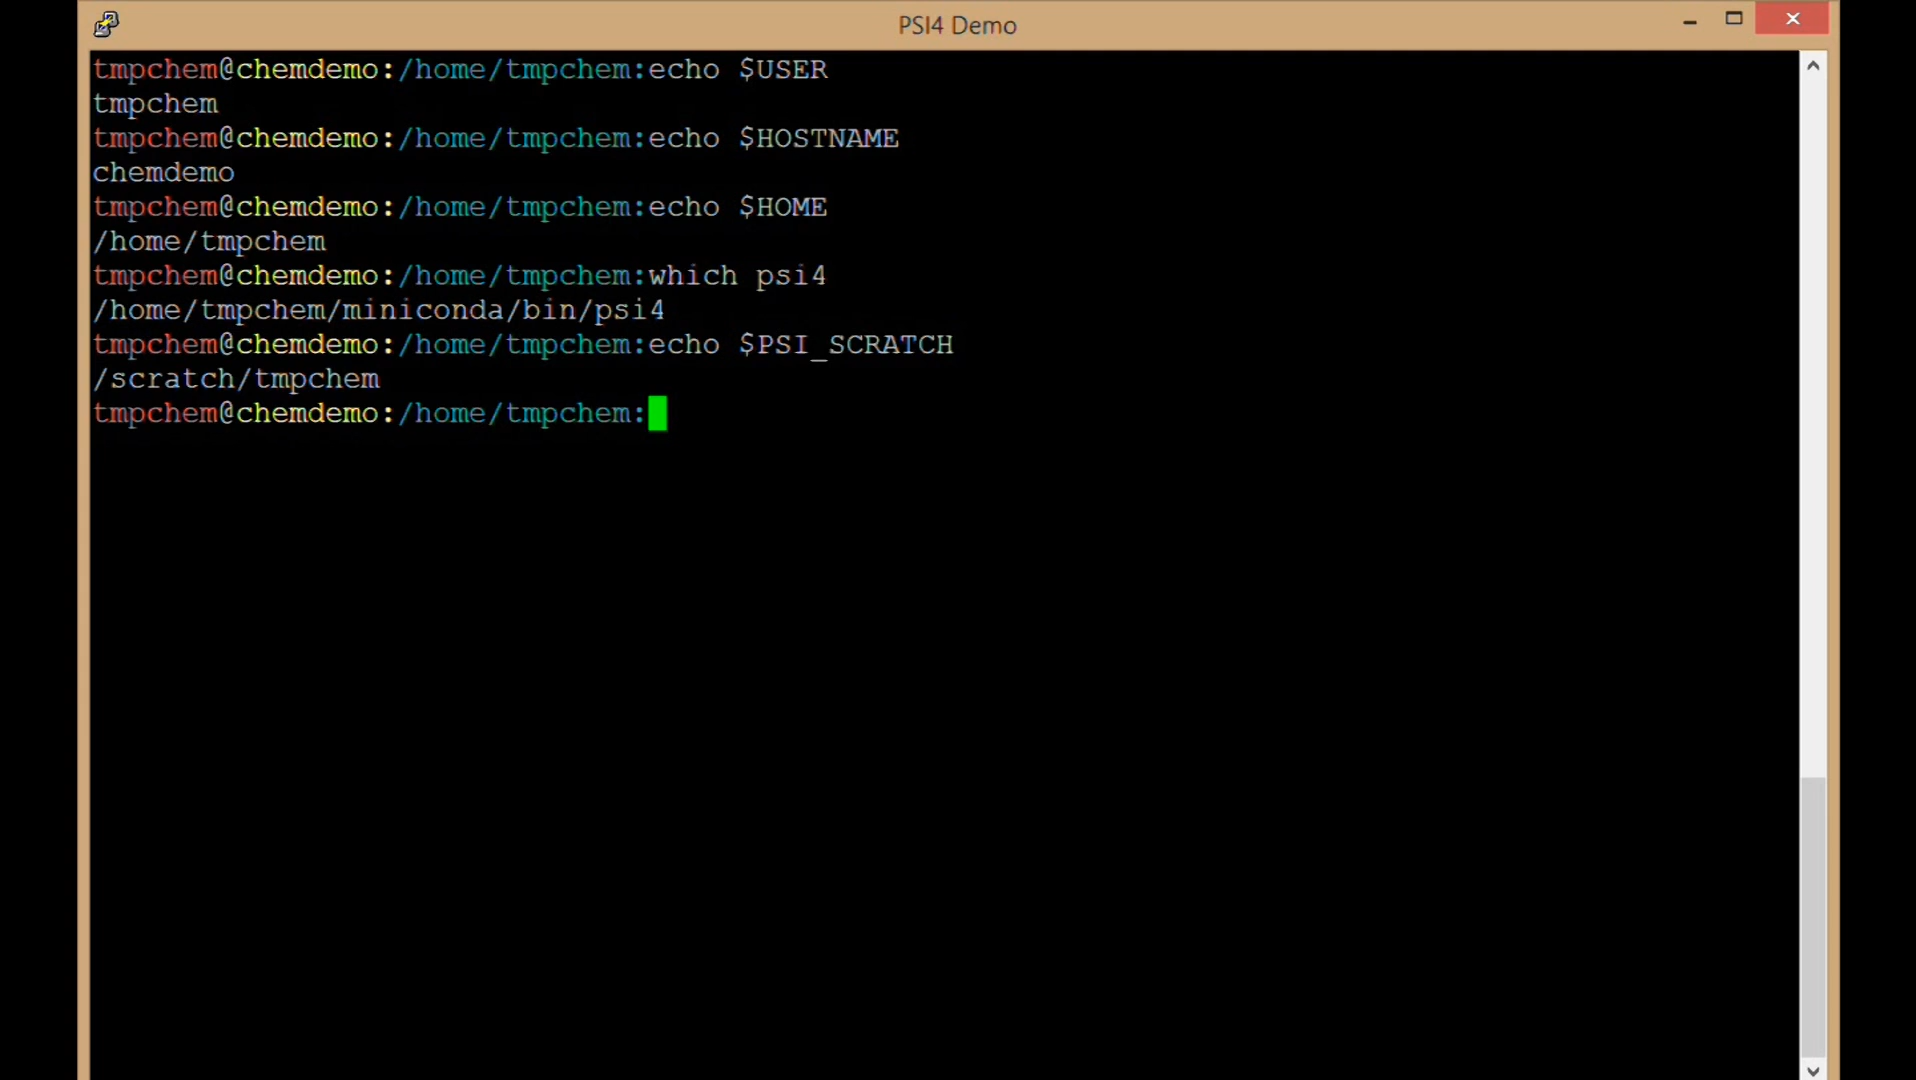 PSI4 Demo
tmpchem@chemdemo:/home/tmpchem:echo $USER
tmpchem
tmpchem@chemdemo:/home/tmpchem:echo $HOSTNAME
chemdemo
tmpchem@chemdemo:/home/tmpchem:echo $HOME
/home/tmpchem
tmpchem@chemdemo:/home/tmpchem:which psi4
/home/tmpchem/miniconda/bin/psi4
tmpchem@chemdemo:/home/tmpchem:echo $PSI_SCRATCH
/scratch/tmpchem
tmpchem@chemdemo:/home/tmpchem: